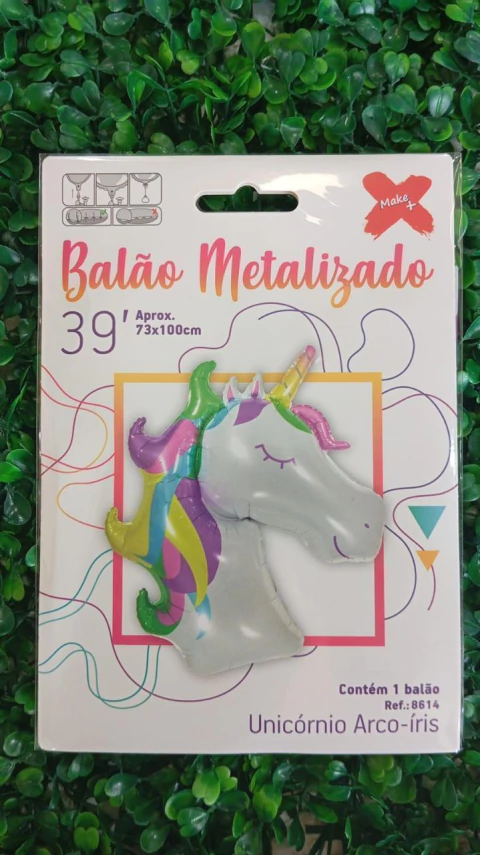 Make
+
Balão Metalizado
39'
Aprox.
73x100cm
Contém 1 balão
Ref.: 8614
Unicórnio Arco-íris